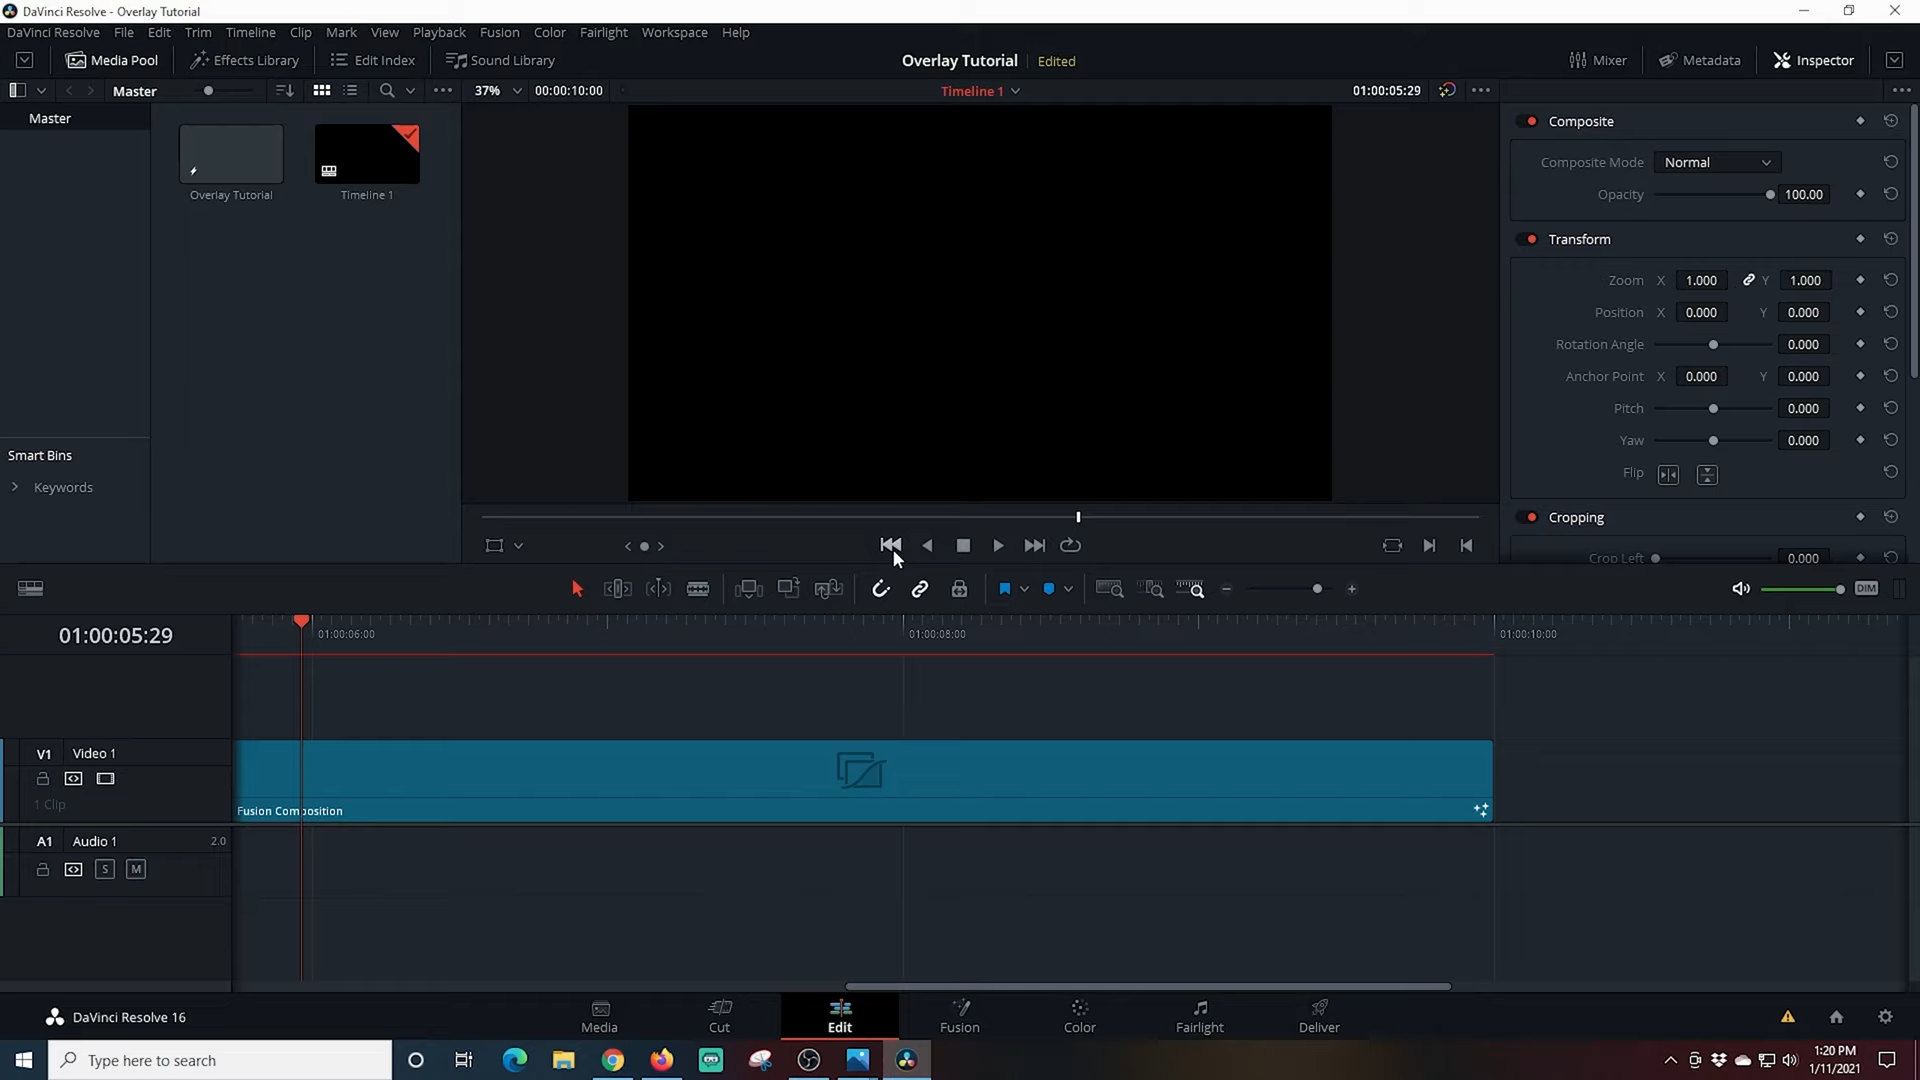 DaVinci Resolve - Overlay Tutorial
DaVinci Resolve File Edit Trim Timeline Clip Mark View Playback Fusion Color Fairlight Workspace Help
Media Pool Effects Library Edit Index Sound Library Overlay Tutorial Edited Mixer Metadata Inspector
Master 37% 00:00:10:00 Timeline 1 01:00:05:29
Master
Overlay Tutorial Timeline 1
Smart Bins
Keywords
Composite
Composite Mode Normal
Opacity 100.00
Transform
Zoom X 1.000 Y 1.000
Position X 0.000 Y 0.000
Rotation Angle 0.000
Anchor Point X 0.000 Y 0.000
Pitch 0.000
Yaw 0.000
Flip
Cropping
Crop Left 0.000
DIM
01:00:05:29
01:00:06:00 01:00:08:00 01:00:10:00
V1 Video 1
1 Clip
Fusion Composition
A1 Audio 1 2.0
S M
DaVinci Resolve 16
Media Cut Edit Fusion Color Fairlight Deliver
Type here to search
1:20 PM
1/11/2021